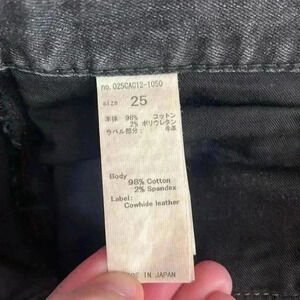 no. 025CAC12-1050
size 25
本体 98% コットン
2% ポリウレタン
ラベル部分: 牛革
Body
98% Cotton
2% Spandex
Label:
Cowhide leather
MADE IN JAPAN